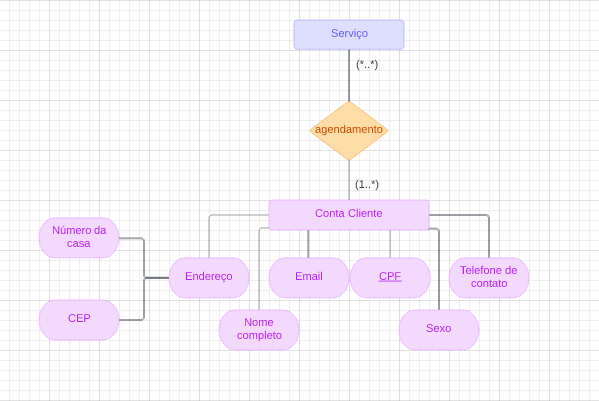 Serviço
(*..*)
agendamento
(1..*)
Conta Cliente
Número da
casa
Endereço
Email
CPF
Telefone de
contato
CEP
Nome
completo
Sexo